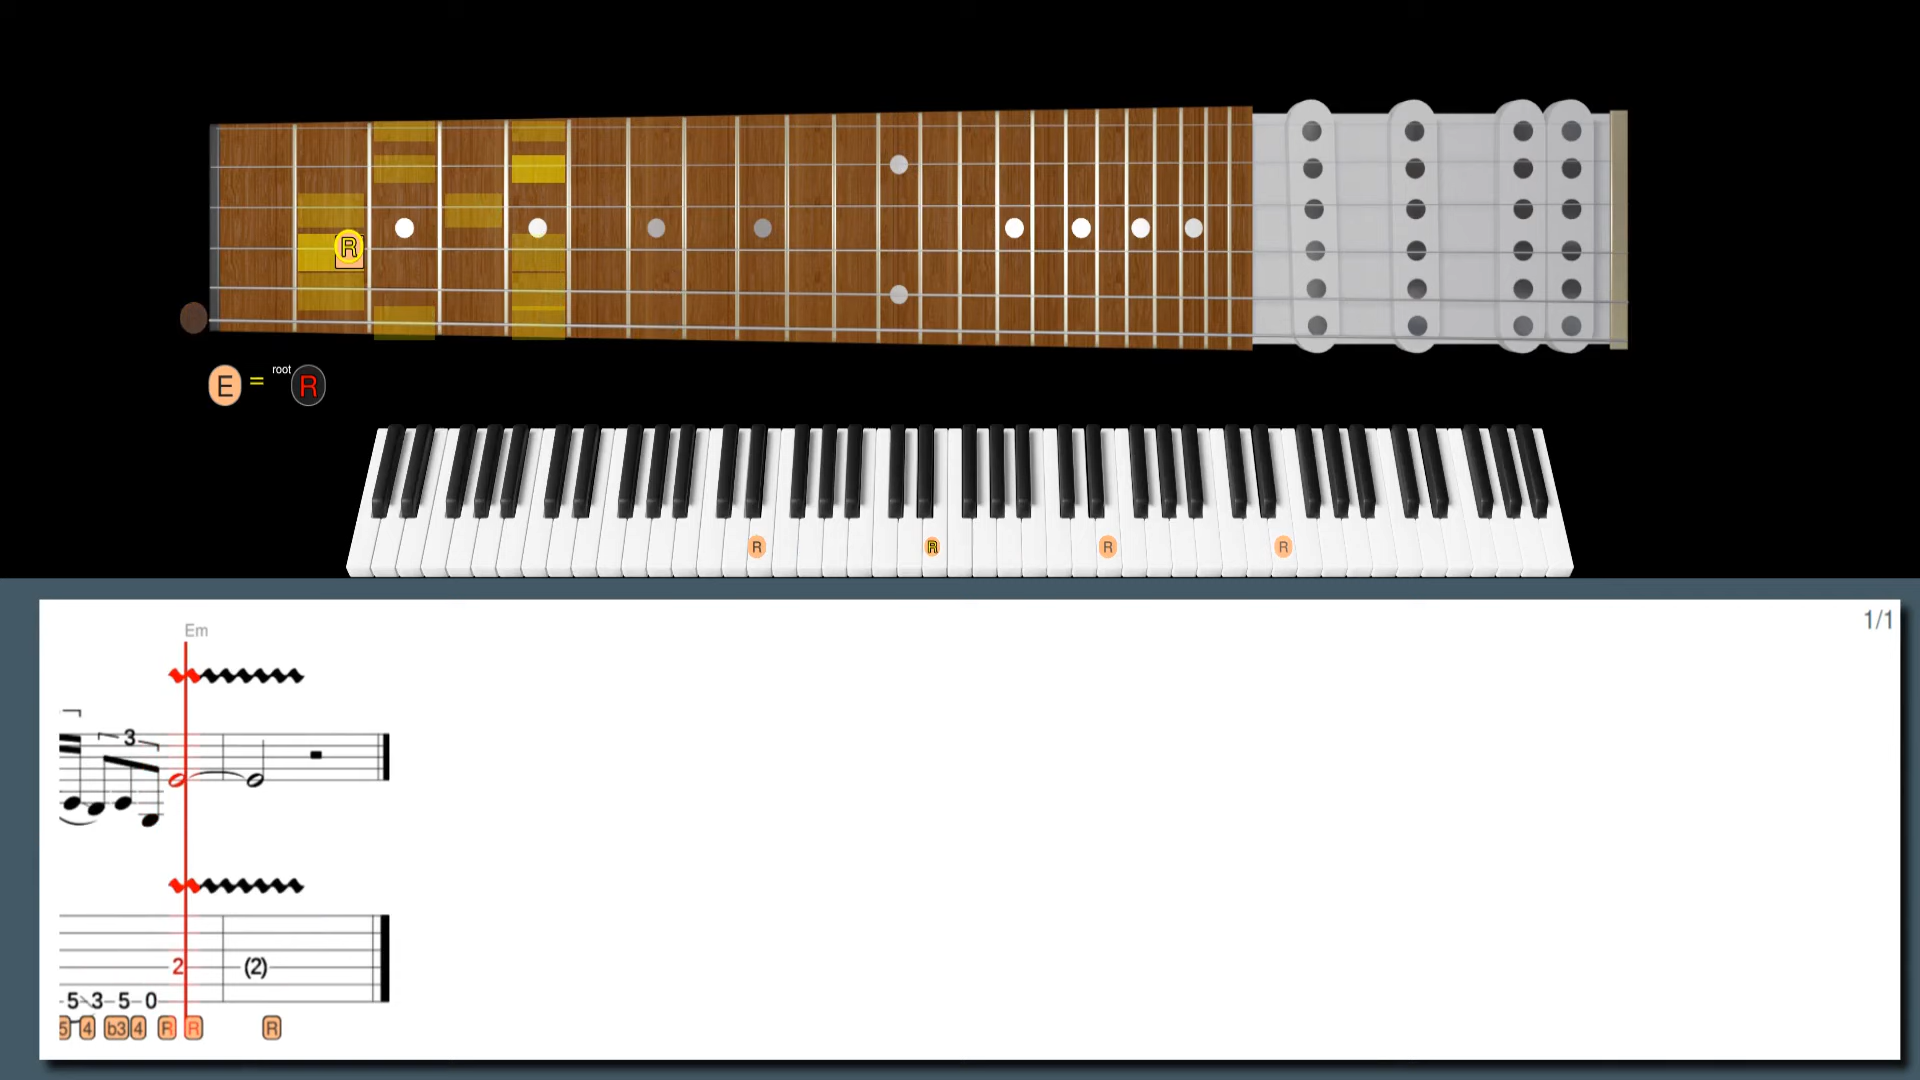 R
E = root R
R R R R
1/1
Em
3
2 (2)
5 3 5 0
5 4 b3 4 R R R